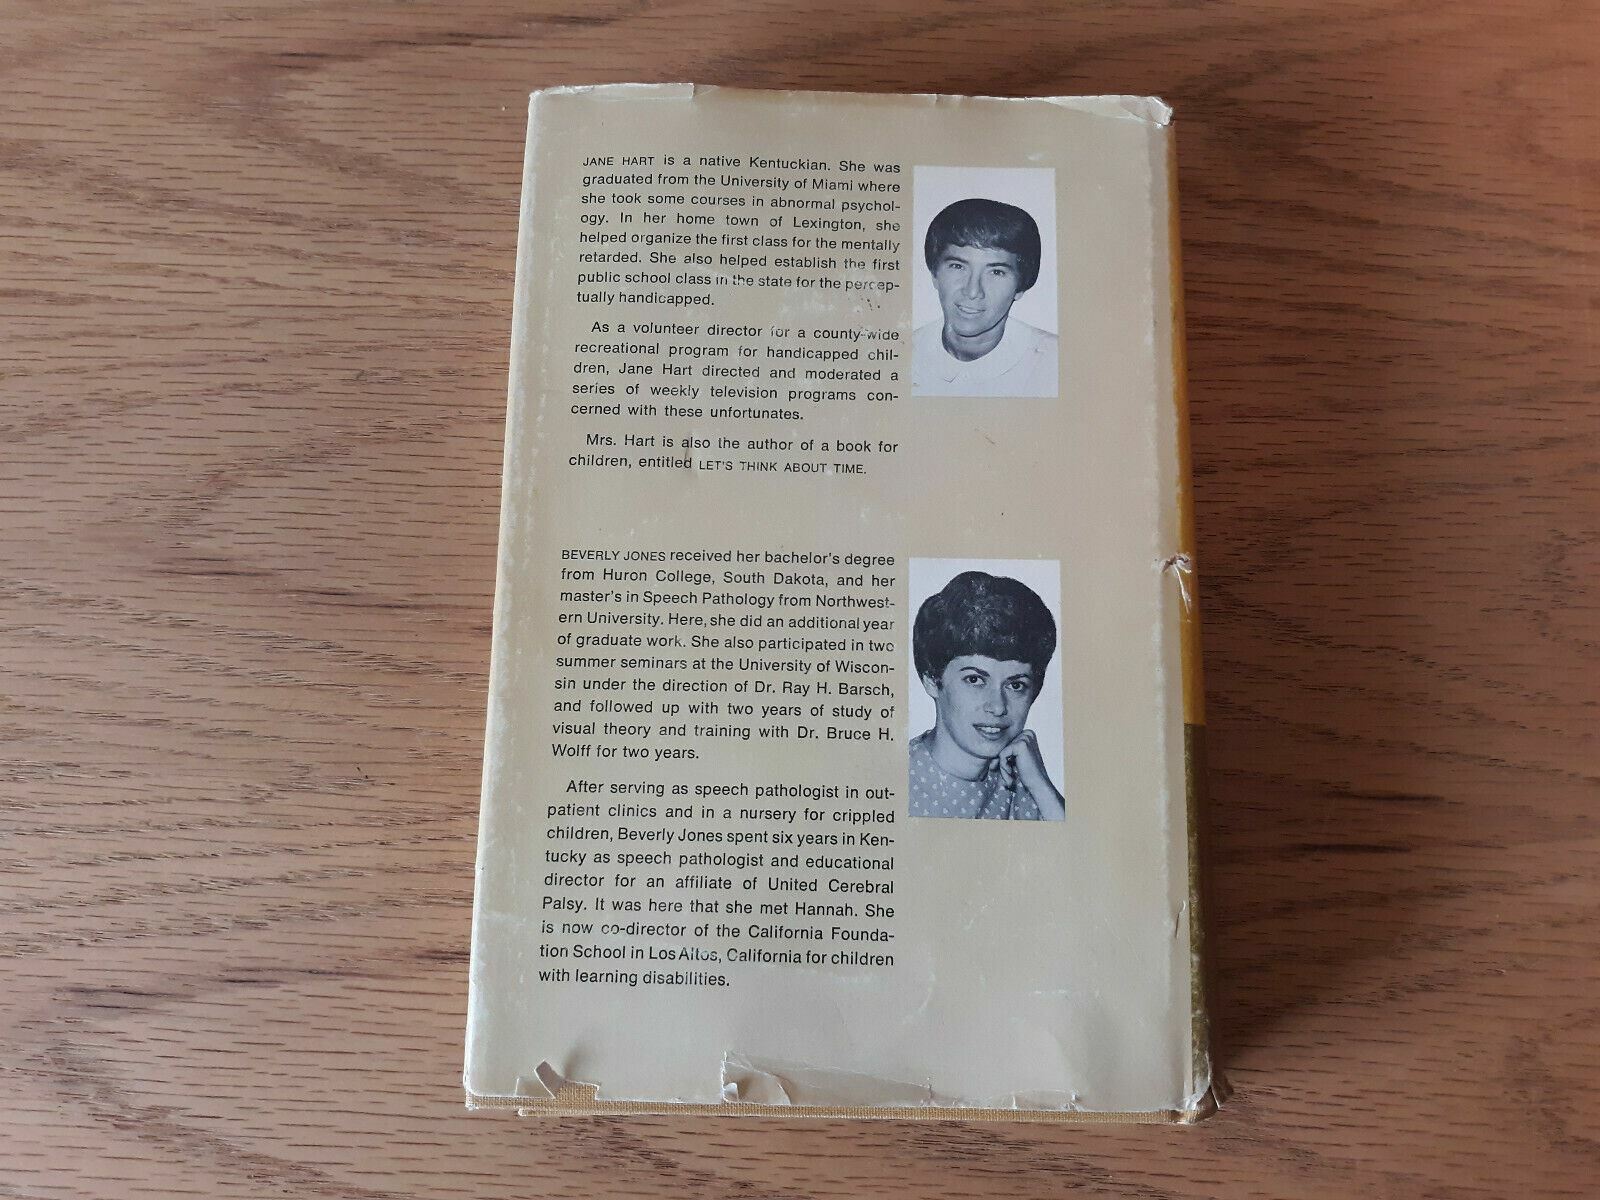 JANE HART is a native Kentuckian. She was
graduated from the University of Miami where
she took some courses in abnormal psychol-
ogy. In her home town of Lexington, she
helped organize the first class for the mentally
retarded. She also helped establish the first
public school class in the state for the percep-
tually handicapped.
As a volunteer director for a county-wide
recreational program for handicapped chil-
dren, Jane Hart directed and moderated a
series of weekly television programs con-
cerned with these unfortunates.
Mrs. Hart is also the author of a book for
children, entitled LET'S THINK ABOUT TIME.
BEVERLY JONES received her bachelor's degree
from Huron College, South Dakota, and her
master's in Speech Pathology from Northwest-
ern University. Here, she did an additional year
of graduate work. She also participated in two
summer seminars at the University of Wiscon-
sin under the direction of Dr. Ray H. Barsch,
and followed up with two years of study of
visual theory and training with Dr. Bruce H.
Wolff for two years.
After serving as speech pathologist in out-
patient clinics and in a nursery for crippled
children, Beverly Jones spent six years in Ken-
tucky as speech pathologist and educational
director for an affiliate of United Cerebral
Palsy. It was here that she met Hannah. She
is now co-director of the California Founda-
tion School in Los Altos, California for children
with learning disabilities.